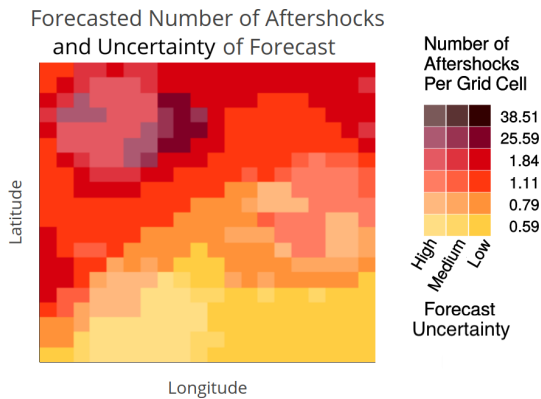 Forecasted Number of Aftershocks
and Uncertainty of Forecast
Latitude
Longitude
Number of
Aftershocks
Per Grid Cell
38.51
25.59
1.84
1.11
0.79
0.59
High
Medium
Low
Forecast
Uncertainty